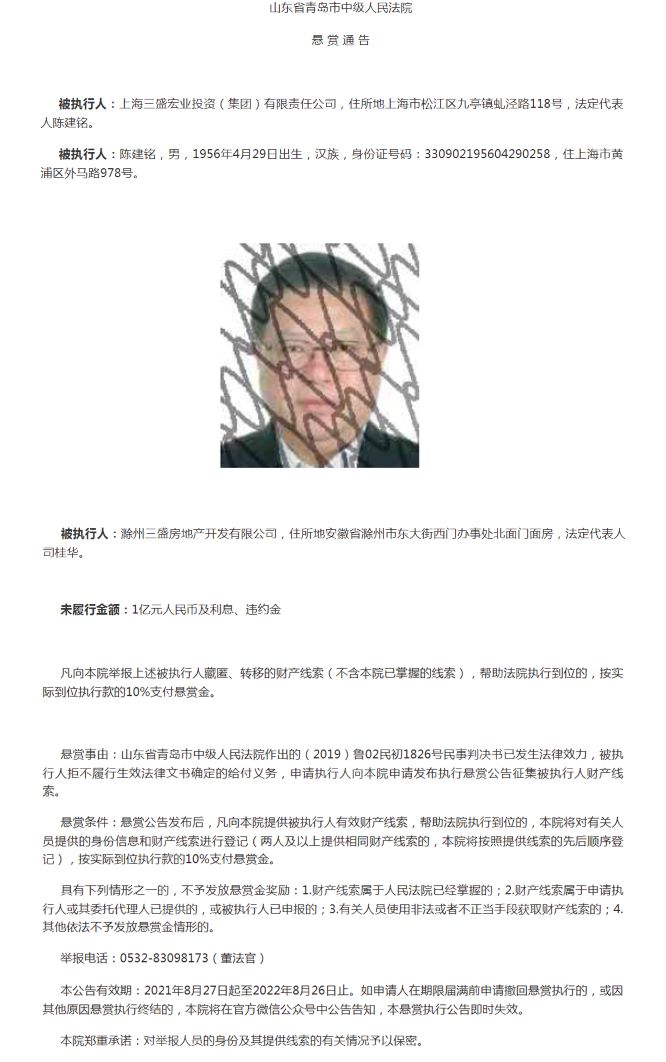 山东省青岛市中级人民法院
悬 赏 通 告
被执行人：上海三盛宏业投资（集团）有限责任公司，住所地上海市松江区九亭镇虬泾路118号，法定代表
人陈建铭。
被执行人：陈建铭，男，1956年4月29日出生，汉族，身份证号码：330902195604290258，住上海市黄
浦区外马路978号。
被执行人：滁州三盛房地产开发有限公司，住所地安徽省滁州市东大街西门办事处北面门面房，法定代表人
司桂华。
未履行金额：1亿元人民币及利息、违约金
凡向本院举报上述被执行人藏匿、转移的财产线索（不含本院已掌握的线索），帮助法院执行到位的，按实
际到位执行款的10%支付悬赏金。
悬赏事由：山东省青岛市中级人民法院作出的（2019）鲁02民初1826号民事判决书已发生法律效力，被执
行人拒不履行生效法律文书确定的给付义务，申请执行人向本院申请发布执行悬赏公告征集被执行人财产线
索。
悬赏条件：悬赏公告发布后，凡向本院提供被执行人有效财产线索，帮助法院执行到位的，本院将对有关人
员提供的身份信息和财产线索进行登记（两人及以上提供相同财产线索的，本院将按照提供线索的先后顺序登
记），按实际到位执行款的10%支付悬赏金。
具有下列情形之一的，不予发放悬赏金奖励：1.财产线索属于人民法院已经掌握的；2.财产线索属于申请执
行人或其委托代理人已提供的，或被执行人已申报的；3.有关人员使用非法或者不正当手段获取财产线索的；4.
其他依法不予发放悬赏金情形的。
举报电话：0532-83098173（董法官）
本公告有效期：2021年8月27日起至2022年8月26日止。如申请人在期限届满前申请撤回悬赏执行的，或因
其他原因悬赏执行终结的，本院将在官方微信公众号中公告告知，本悬赏执行公告即时失效。
本院郑重承诺：对举报人员的身份及其提供线索的有关情况予以保密。